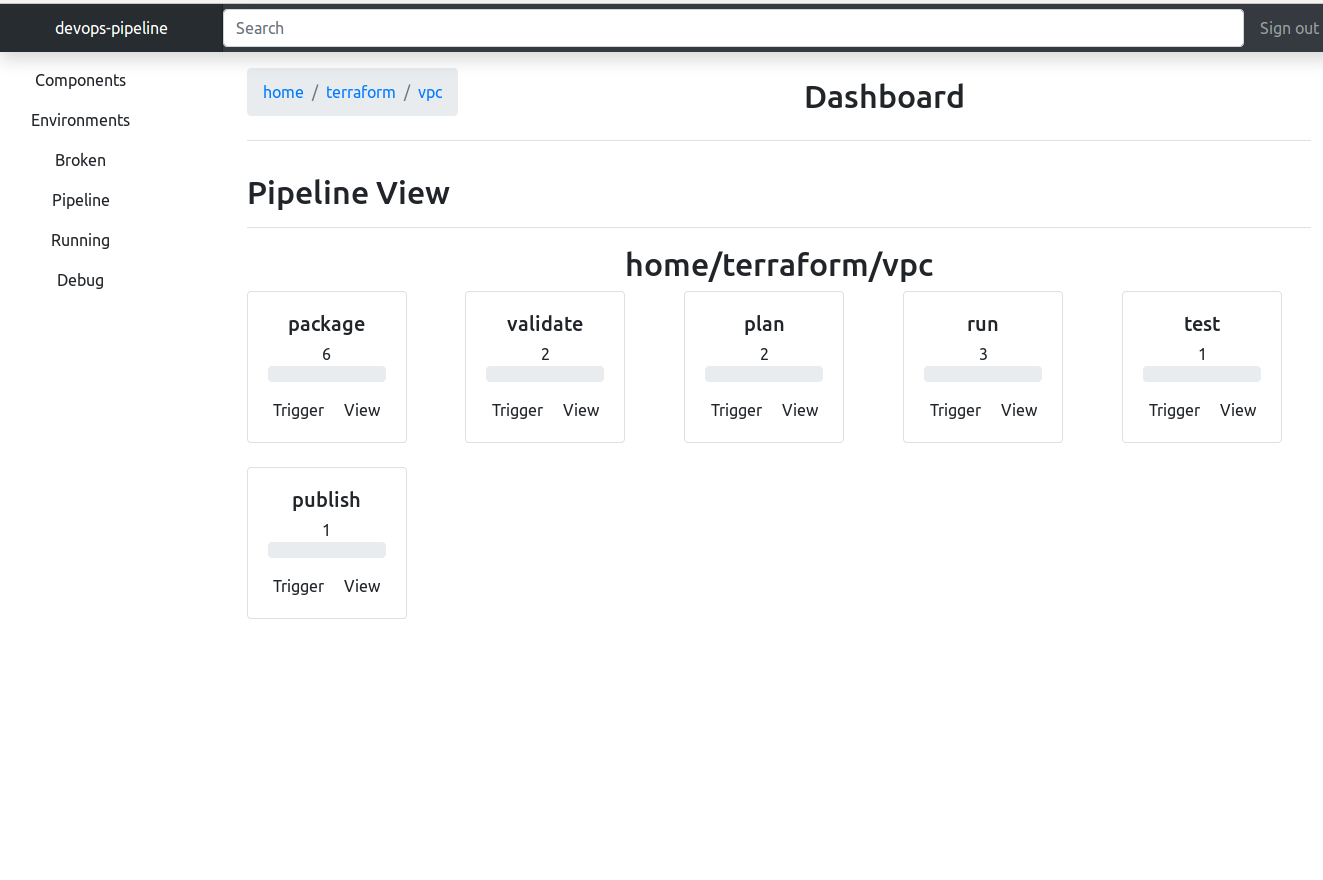 devops-pipeline Search Sign out
Components
Environments
Broken
Pipeline
Running
Debug
home / terraform / vpc
Dashboard
Pipeline View
home/terraform/vpc
package validate plan run test
6 2 2 3 1
Trigger View Trigger View Trigger View Trigger View Trigger View
publish
1
Trigger View